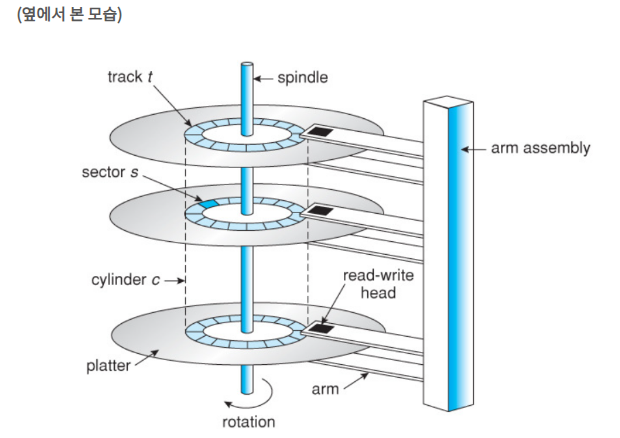 (옆에서 본 모습)
track t
spindle
arm assembly
sector s
cylinder c
read-write
head
platter
arm
rotation